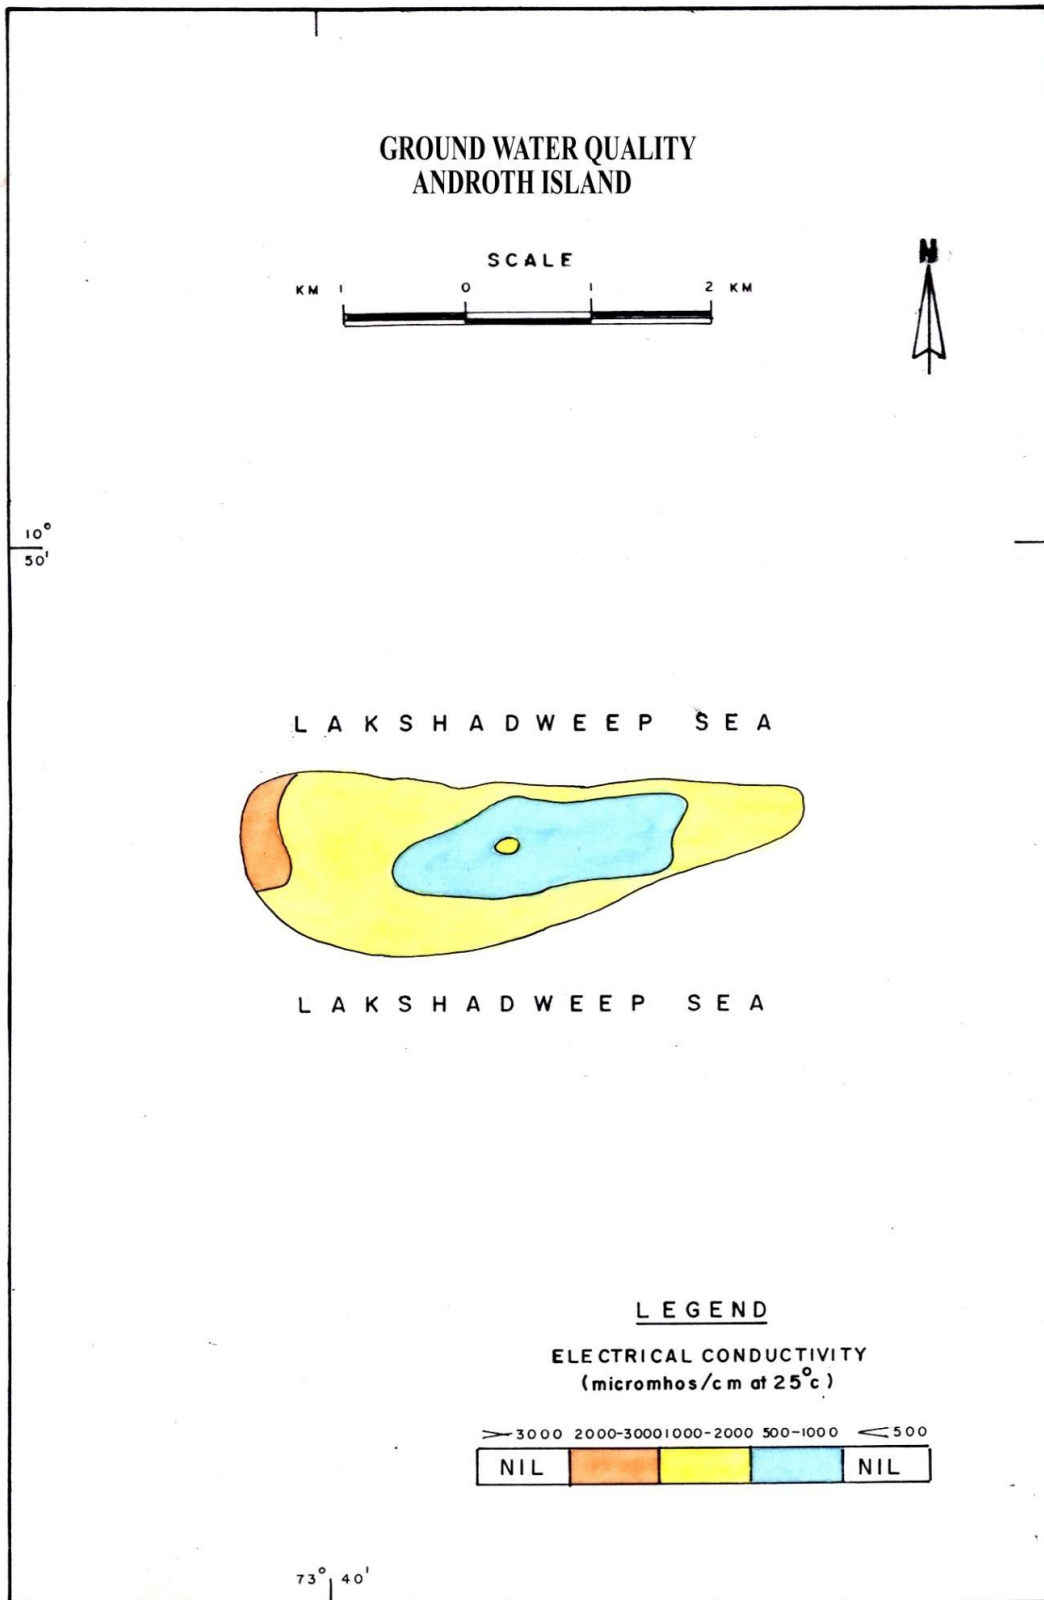 GROUND WATER QUALITY
ANDROTH ISLAND
SCALE
KM 1 0 1 2 KM
N
10°
50'
LAKSHADWEEP SEA
LAKSHADWEEP SEA
LEGEND
ELECTRICAL CONDUCTIVITY
(micromhos/cm at 25°c)
>3000 2000-3000 1000-2000 500-1000 <500
NIL NIL
73° 40'